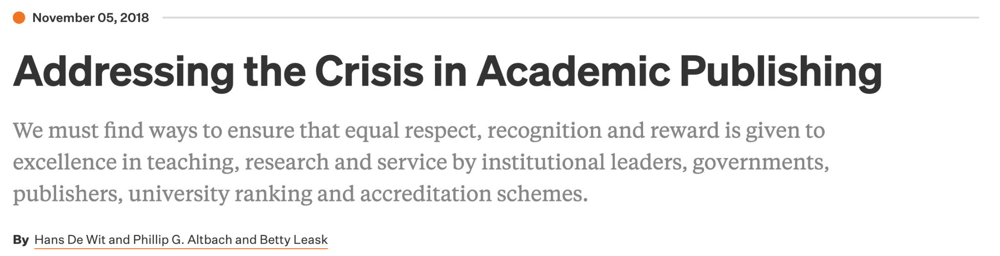 November 05, 2018
Addressing the Crisis in Academic Publishing
We must find ways to ensure that equal respect, recognition and reward is given to
excellence in teaching, research and service by institutional leaders, governments,
publishers, university ranking and accreditation schemes.
By Hans De Wit and Phillip G. Altbach and Betty Leask